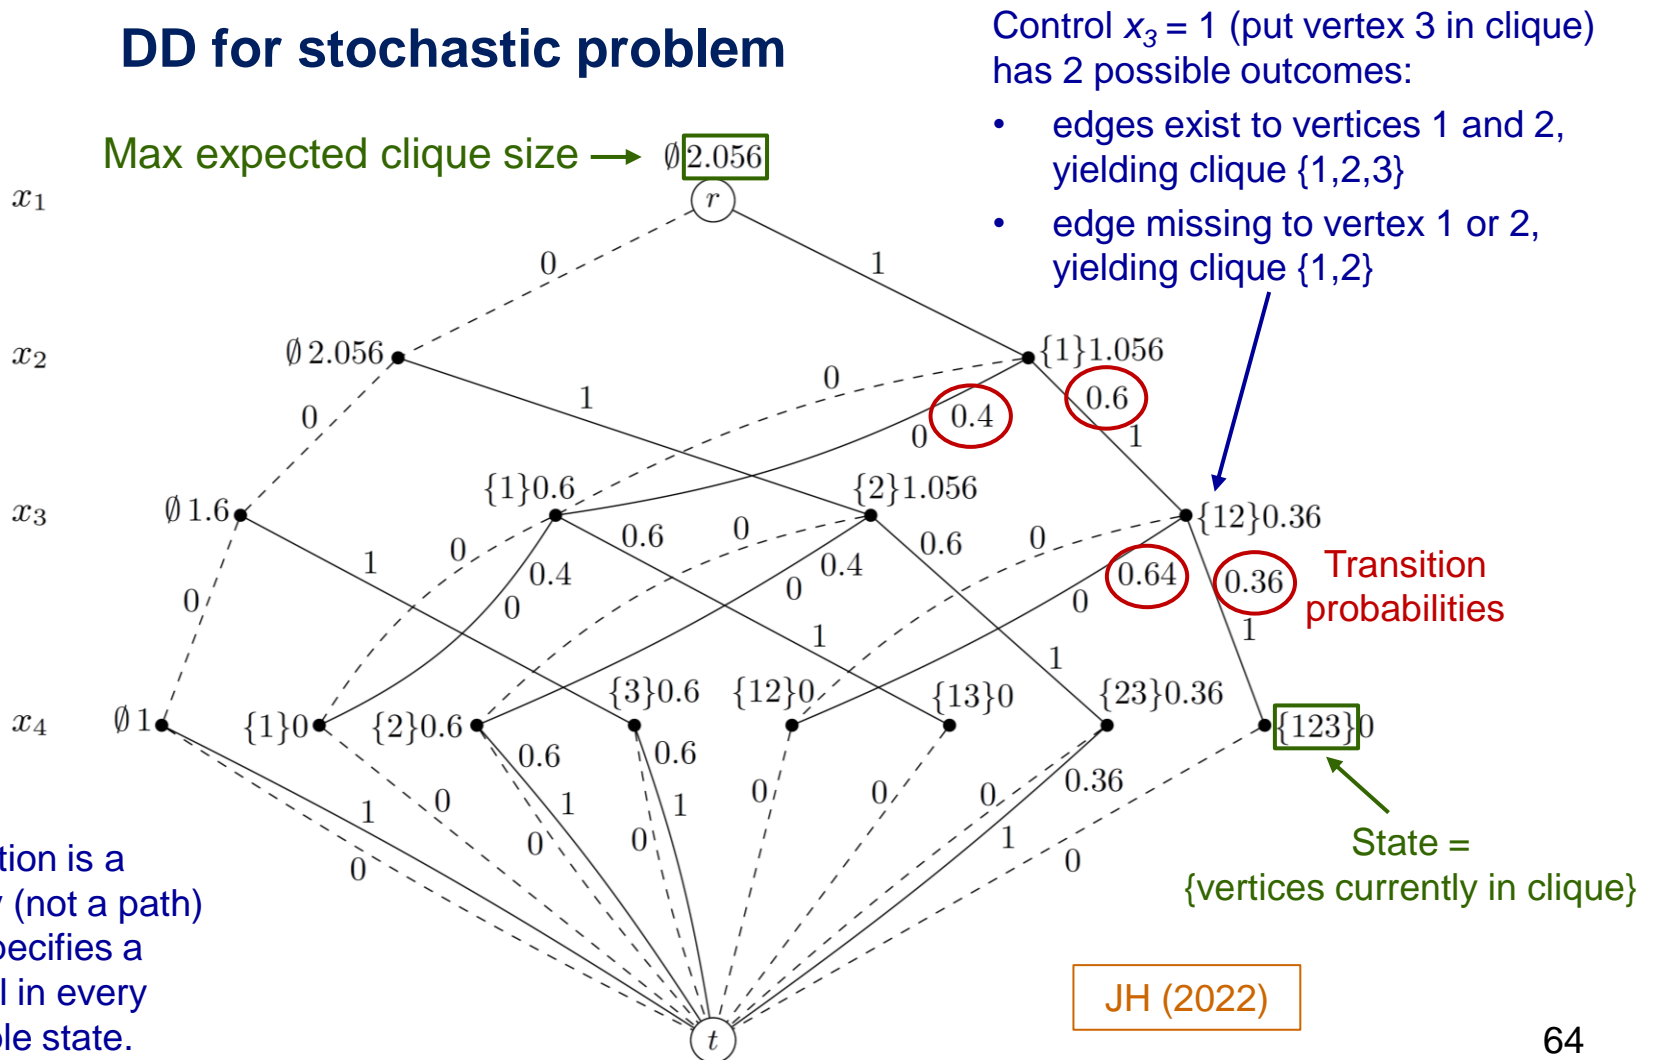 DD for stochastic problem
Control x₃ = 1 (put vertex 3 in clique)
has 2 possible outcomes:
• edges exist to vertices 1 and 2,
yielding clique {1,2,3}
• edge missing to vertex 1 or 2,
yielding clique {1,2}
Max expected clique size → ∅ 2.056
x₁
r
0
1
x₂
∅ 2.056
{1}1.056
0
1
0
0.4
0
0.6
1
x₃
∅ 1.6
{1}0.6
{2}1.056
{12}0.36
0
1
0
0.4
0
0.6
1
0
0.4
0
0.6
1
0
0.64
0
0.36
1
Transition
probabilities
x₄
∅ 1
{1}0
{2}0.6
{3}0.6
{12}0
{13}0
{23}0.36
{123}0
1
0
0
0.6
1
0
0.6
1
0
0
0
0
0.36
1
0
State =
{vertices currently in clique}
tion is a
(not a path)
pecifies a
l in every
ble state.
t
JH (2022)
64